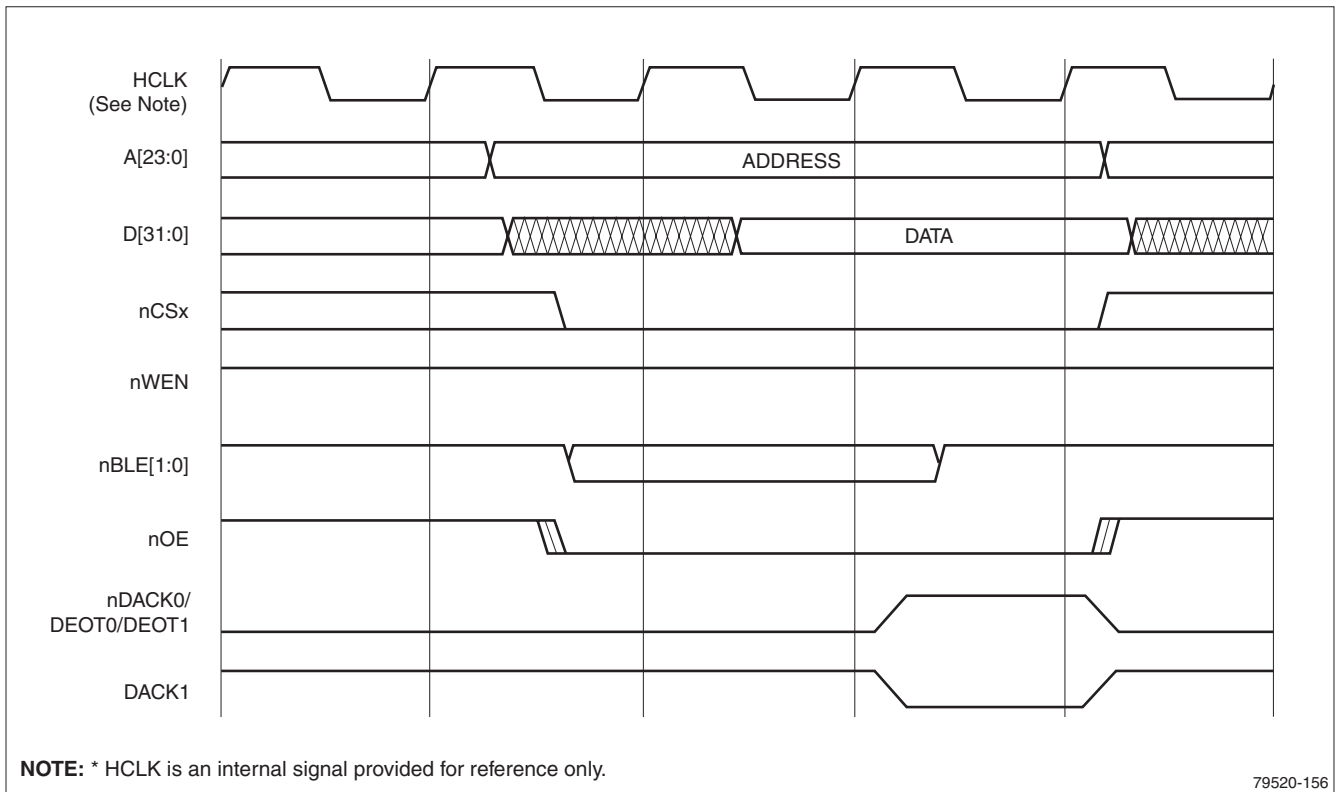 HCLK
(See Note)
A[23:0]
ADDRESS
D[31:0]
DATA
nCSx
nWEN
nBLE[1:0]
nOE
nDACK0/
DEOT0/DEOT1
DACK1
NOTE: * HCLK is an internal signal provided for reference only.
79520-156